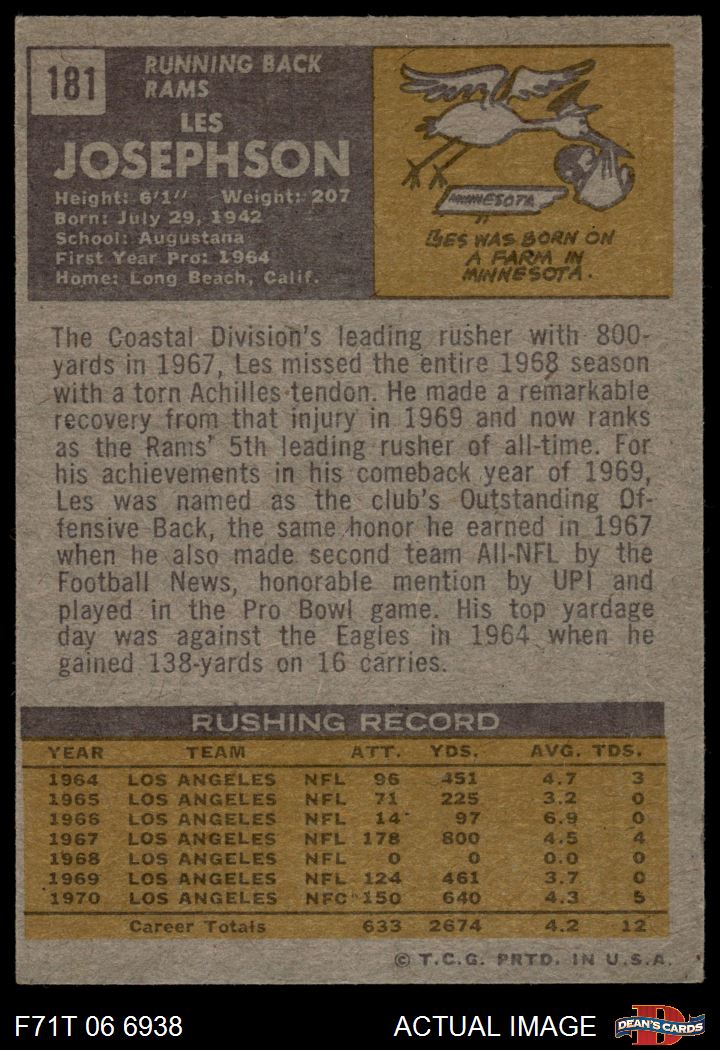 181
RUNNING BACK
RAMS
LES
JOSEPHSON
Height: 6'1" Weight: 207
Born: July 29, 1942
School: Augustana
First Year Pro: 1964
Home: Long Beach, Calif.
MINNESOTA
LES WAS BORN ON
A FARM IN
MINNESOTA.
The Coastal Division's leading rusher with 800-
yards in 1967, Les missed the entire 1968 season
with a torn Achilles tendon. He made a remarkable
recovery from that injury in 1969 and now ranks
as the Rams' 5th leading rusher of all-time. For
his achievements in his comeback year of 1969,
Les was named as the club's Outstanding Of-
fensive Back, the same honor he earned in 1967
when he also made second team All-NFL by the
Football News, honorable mention by UPI and
played in the Pro Bowl game. His top yardage
day was against the Eagles in 1964 when he
gained 138-yards on 16 carries.
RUSHING RECORD
YEAR TEAM ATT. YDS. AVG. TDS.
1964 LOS ANGELES NFL 96 451 4.7 3
1965 LOS ANGELES NFL 71 225 3.2 0
1966 LOS ANGELES NFL 14 97 6.9 0
1967 LOS ANGELES NFL 178 800 4.5 4
1968 LOS ANGELES NFL 0 0 0.0 0
1969 LOS ANGELES NFL 124 461 3.7 0
1970 LOS ANGELES NFC 150 640 4.3 5
Career Totals 633 2674 4.2 12
© T.C.G. PRTD. IN U.S.A.
F71T 06 6938 ACTUAL IMAGE
D
DEAN'S CARDS